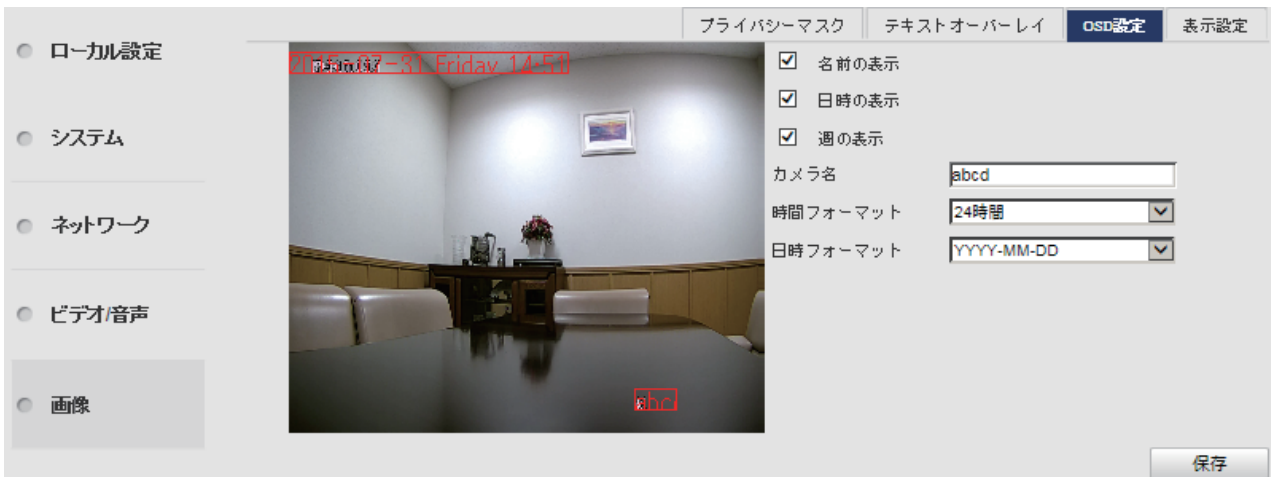 プライバシーマスク
テキストオーバーレイ
OSD設定
表示設定
ローカル設定
システム
ネットワーク
ビデオ/音声
画像
Friday 14:51
abcd
名前の表示
日時の表示
週の表示
カメラ名
abcd
時間フォーマット
24時間
日時フォーマット
YYYY-MM-DD
保存